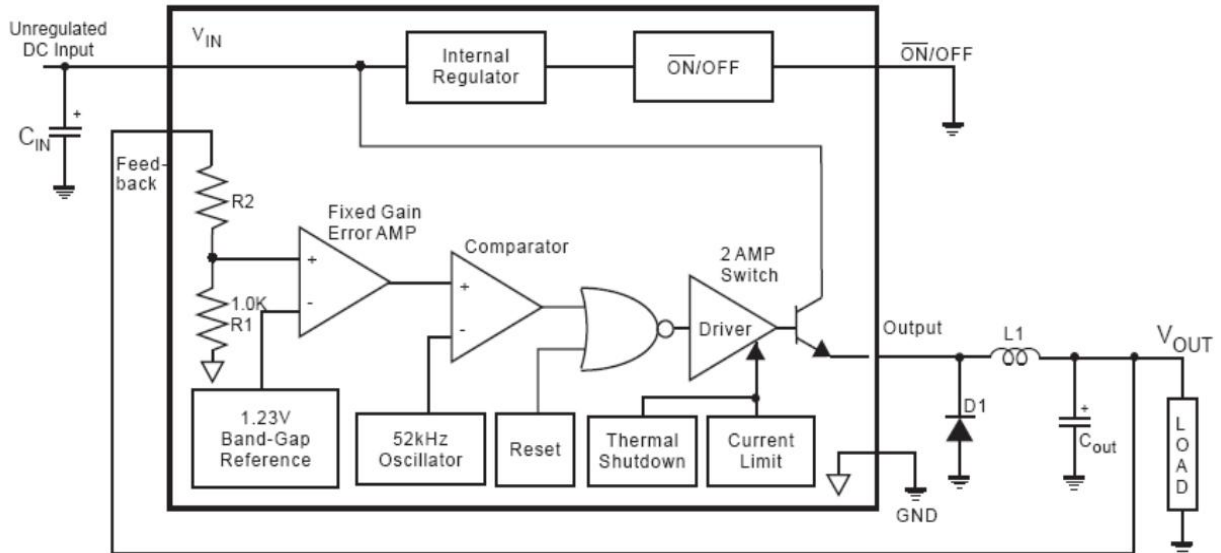 Unregulated
DC Input
V_IN
Internal
Regulator
O̅N̅/OFF
O̅N̅/OFF
+
C_IN
Feed-
back
R2
Fixed Gain
Error AMP
Comparator
2 AMP
Switch
+
-
+
-
1.0K
R1
Driver
Output
L1
V_OUT
1.23V
Band-Gap
Reference
52kHz
Oscillator
Reset
Thermal
Shutdown
Current
Limit
D1
+
C_out
LOAD
GND